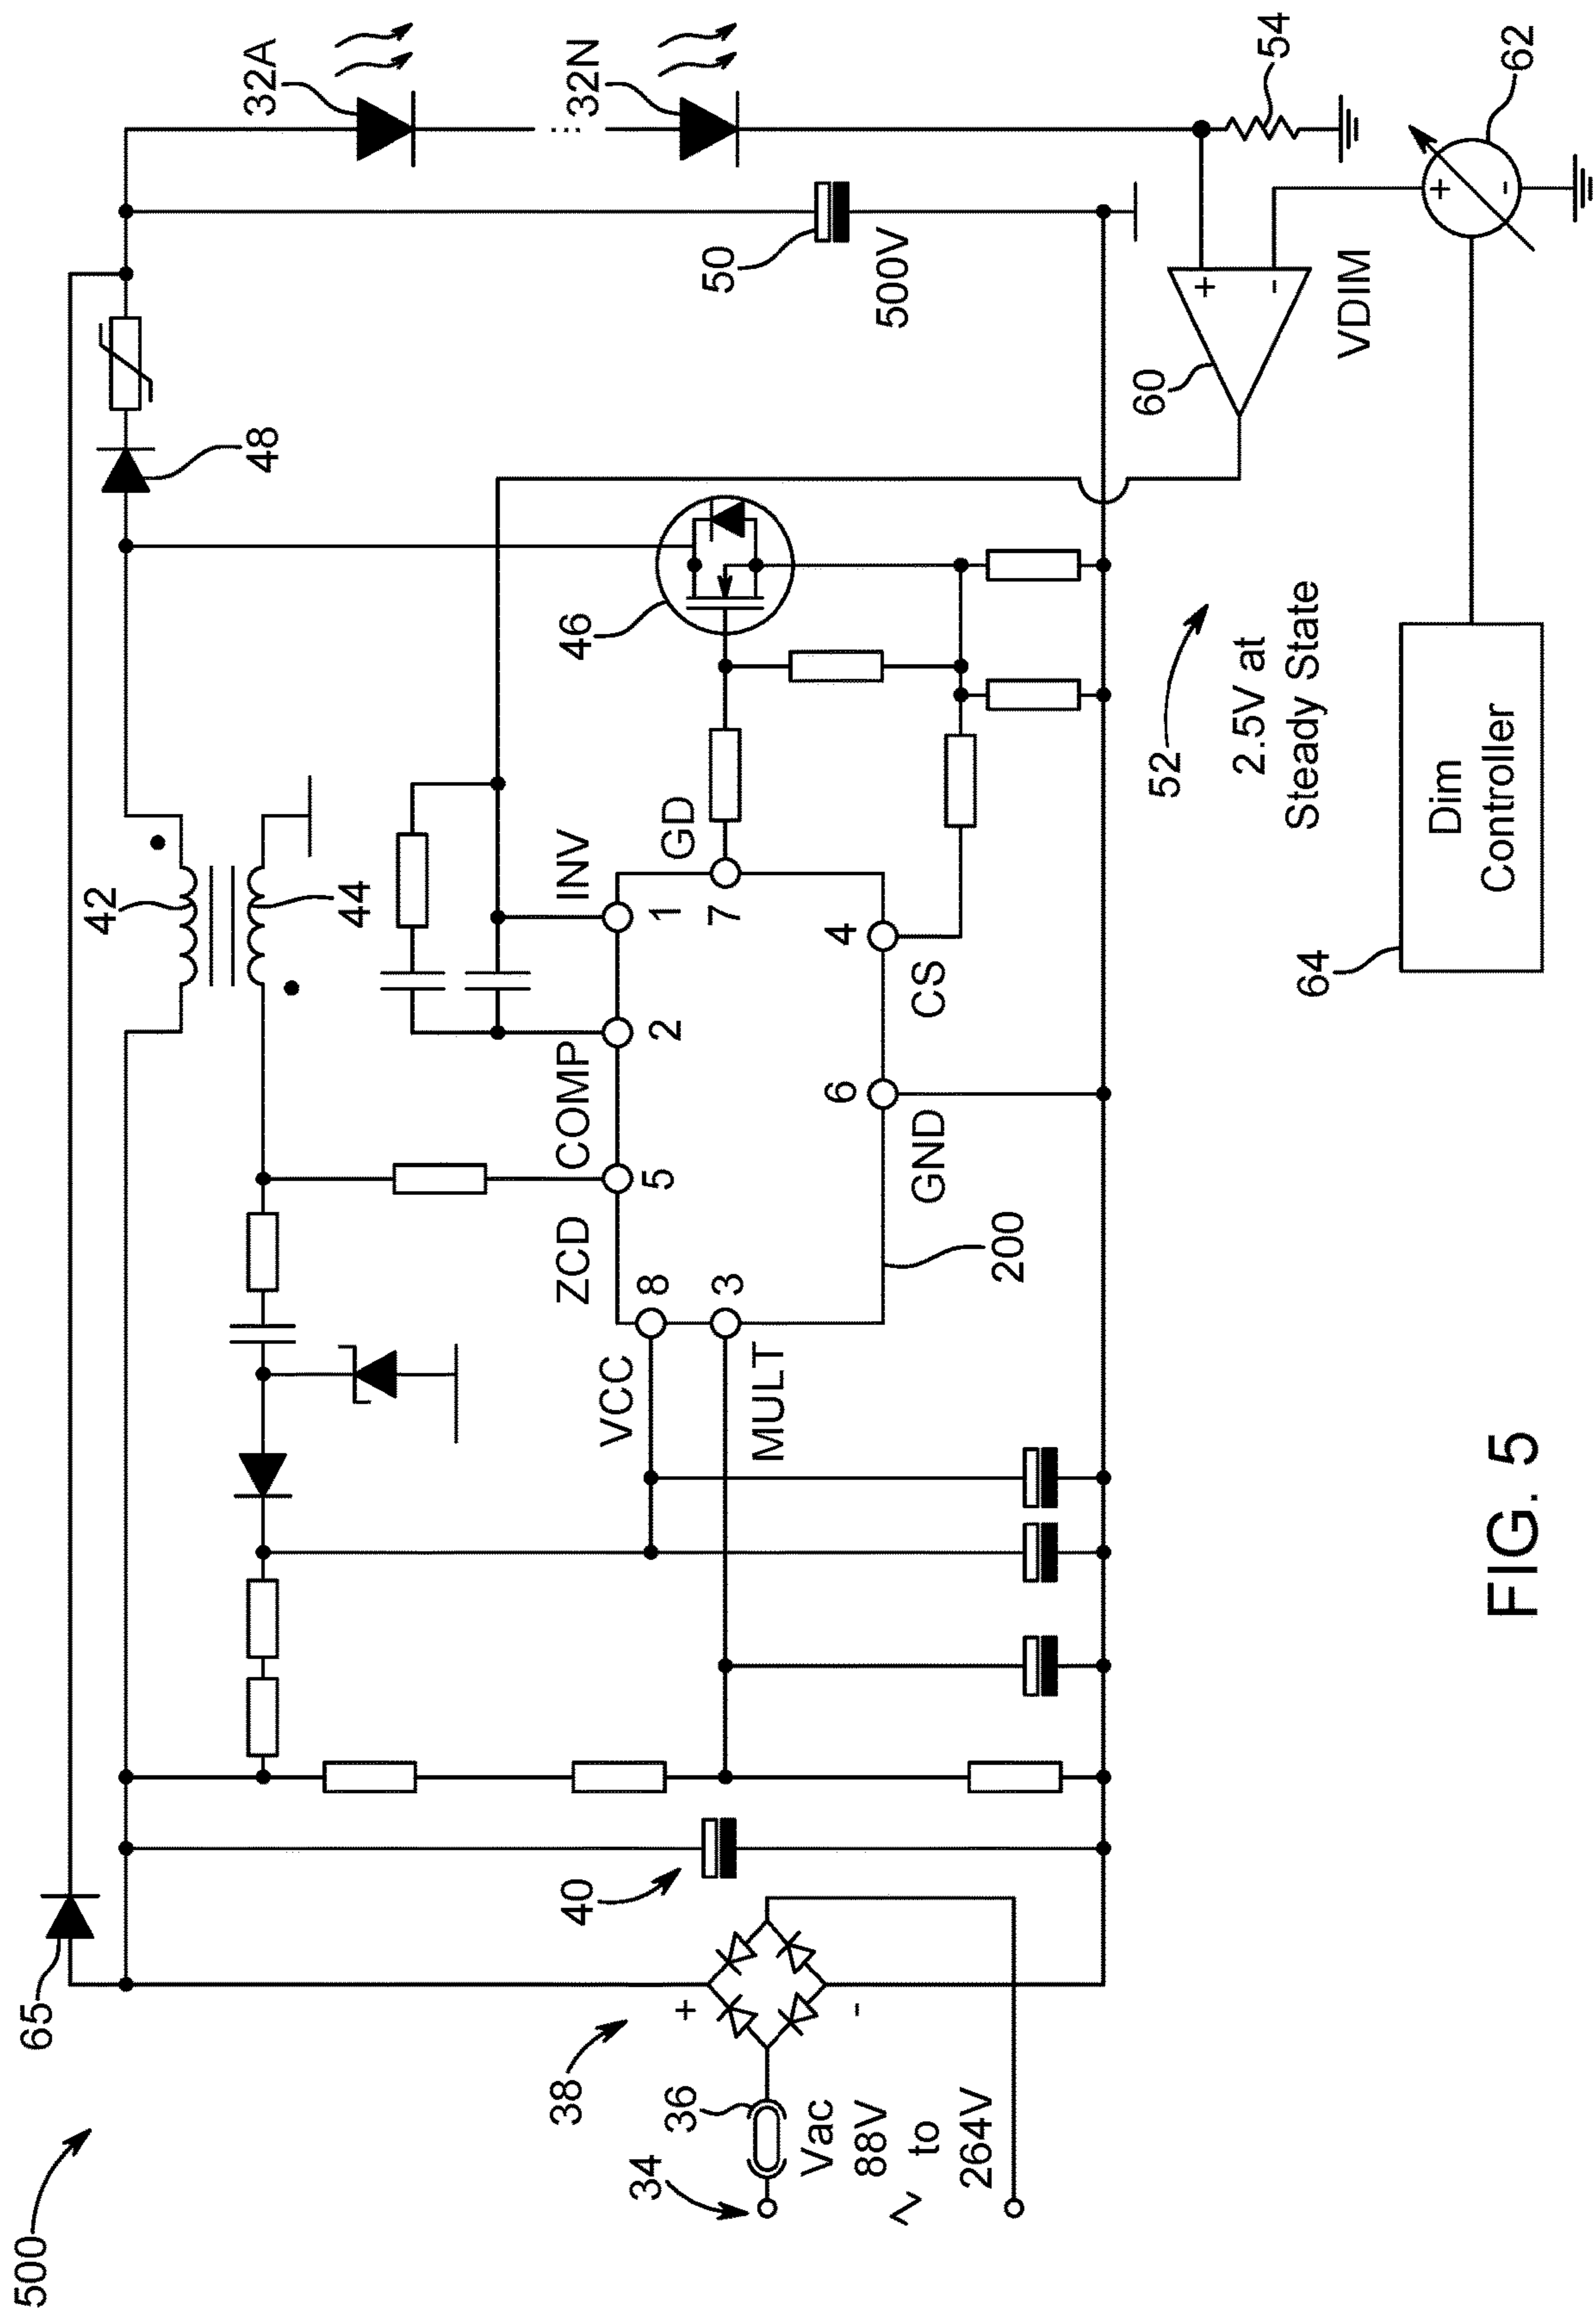 500
65
38
+
-
34
36
Vac
88V
~ to
264V
40
42
44
48
46
50
500V
32A
32N
54
62
+
-
60
+
-
VDIM
52
2.5V at
Steady State
64
Dim
Controller
200
VCC
8
MULT
3
ZCD
5
COMP
2
INV
1
GD
7
CS
4
GND
6
FIG. 5